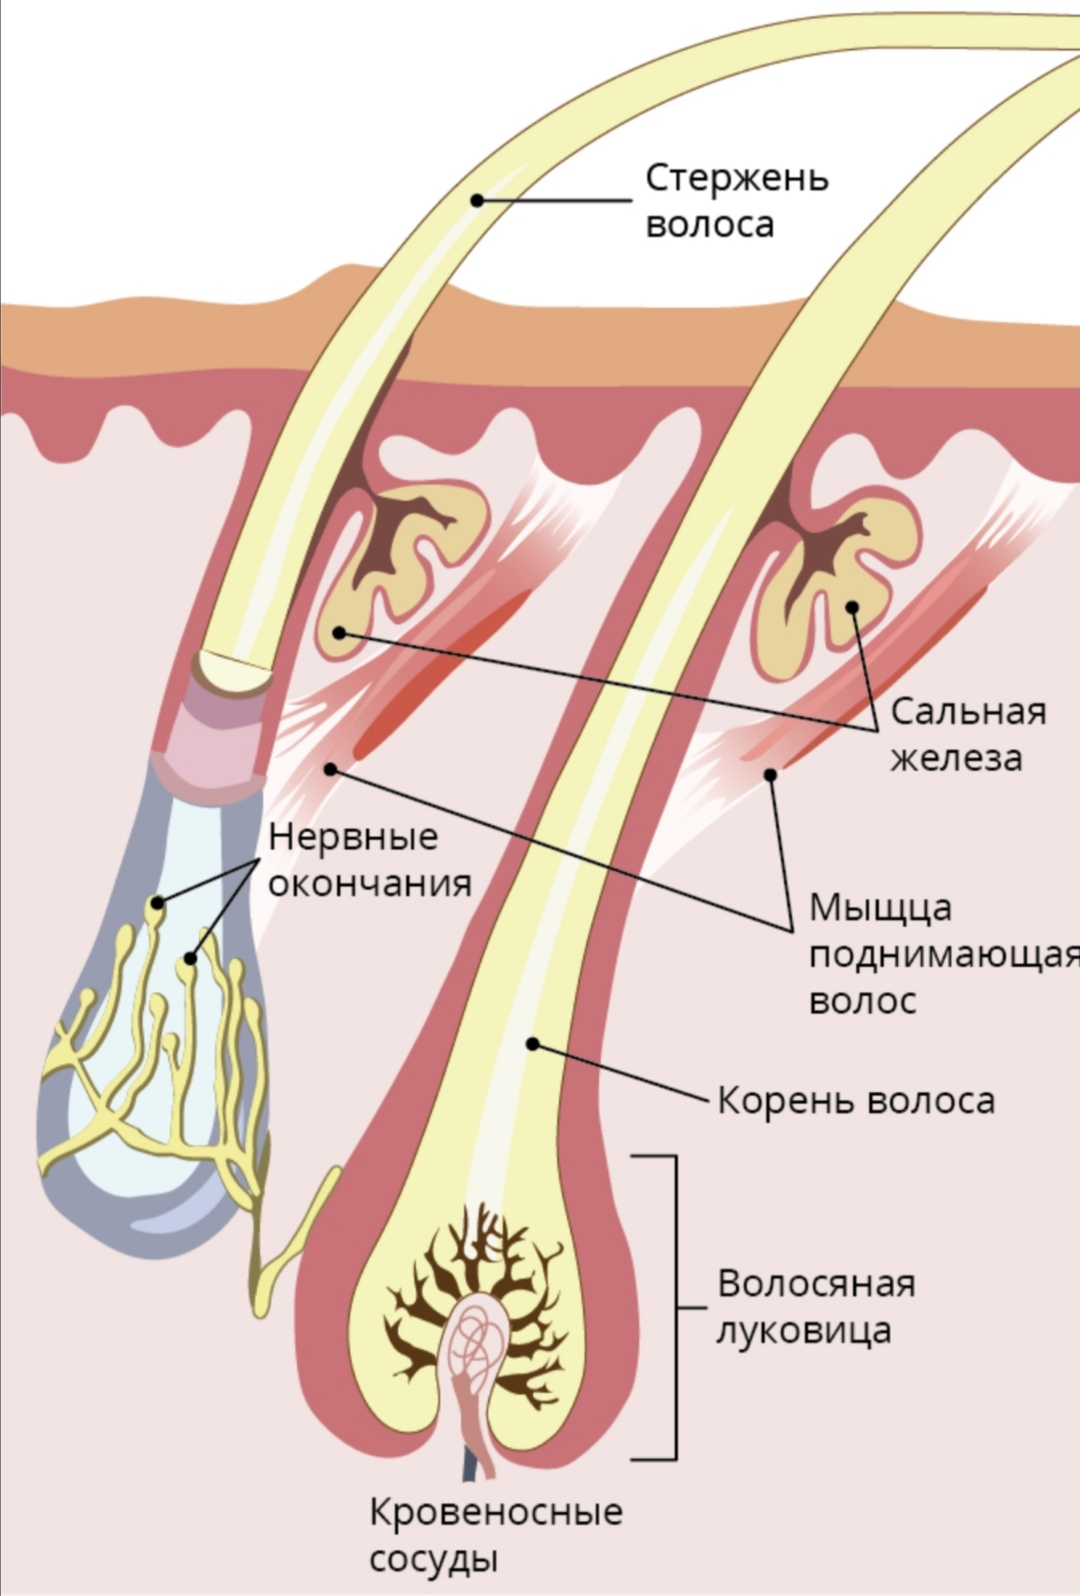 Стержень
волоса
Сальная
железа
Нервные
окончания
Мыщца
поднимающая
волос
Корень волоса
Волосяная
луковица
Кровеносные
сосуды